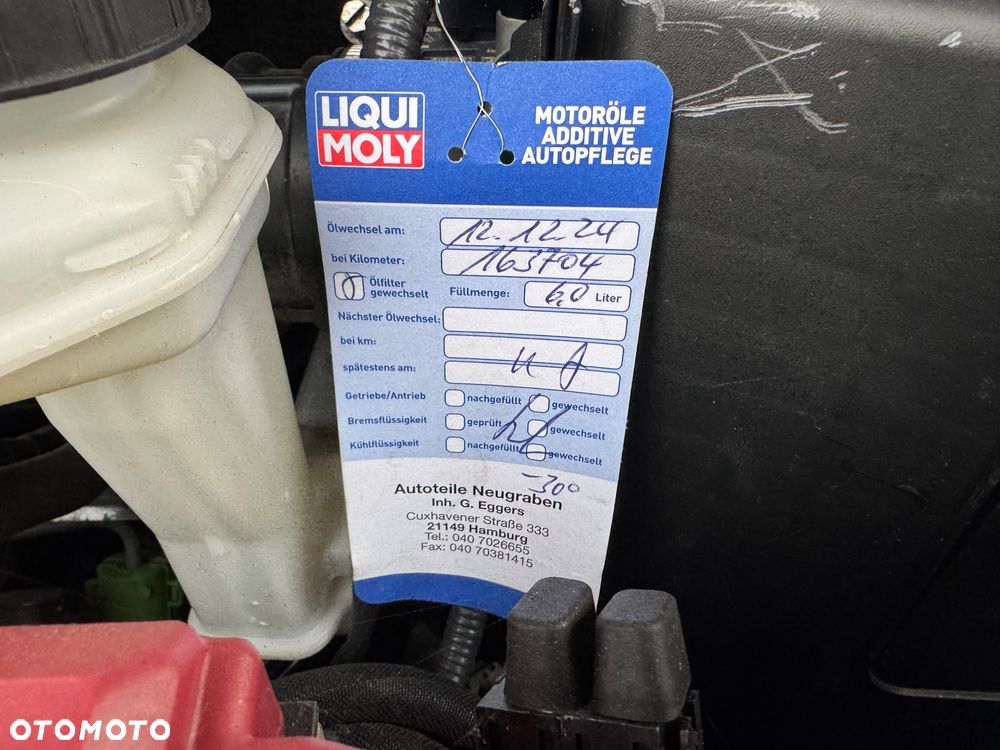 LIQUI
MOLY
MOTORÖLE
ADDITIVE
AUTOPFLEGE
Ölwechsel am: 12.12.24
bei Kilometer: 163704
Ölfilter
gewechselt
Füllmenge: 6,0 Liter
Nächster Ölwechsel:
bei km:
spätestens am:
Getriebe/Antrieb nachgefüllt gewechselt
Bremsflüssigkeit geprüft gewechselt
Kühlflüssigkeit nachgefüllt gewechselt
-30°
Autoteile Neugraben
Inh. G. Eggers
Cuxhavener Straße 333
21149 Hamburg
Tel.: 040 7026655
Fax: 040 70381415
OTOMOTO